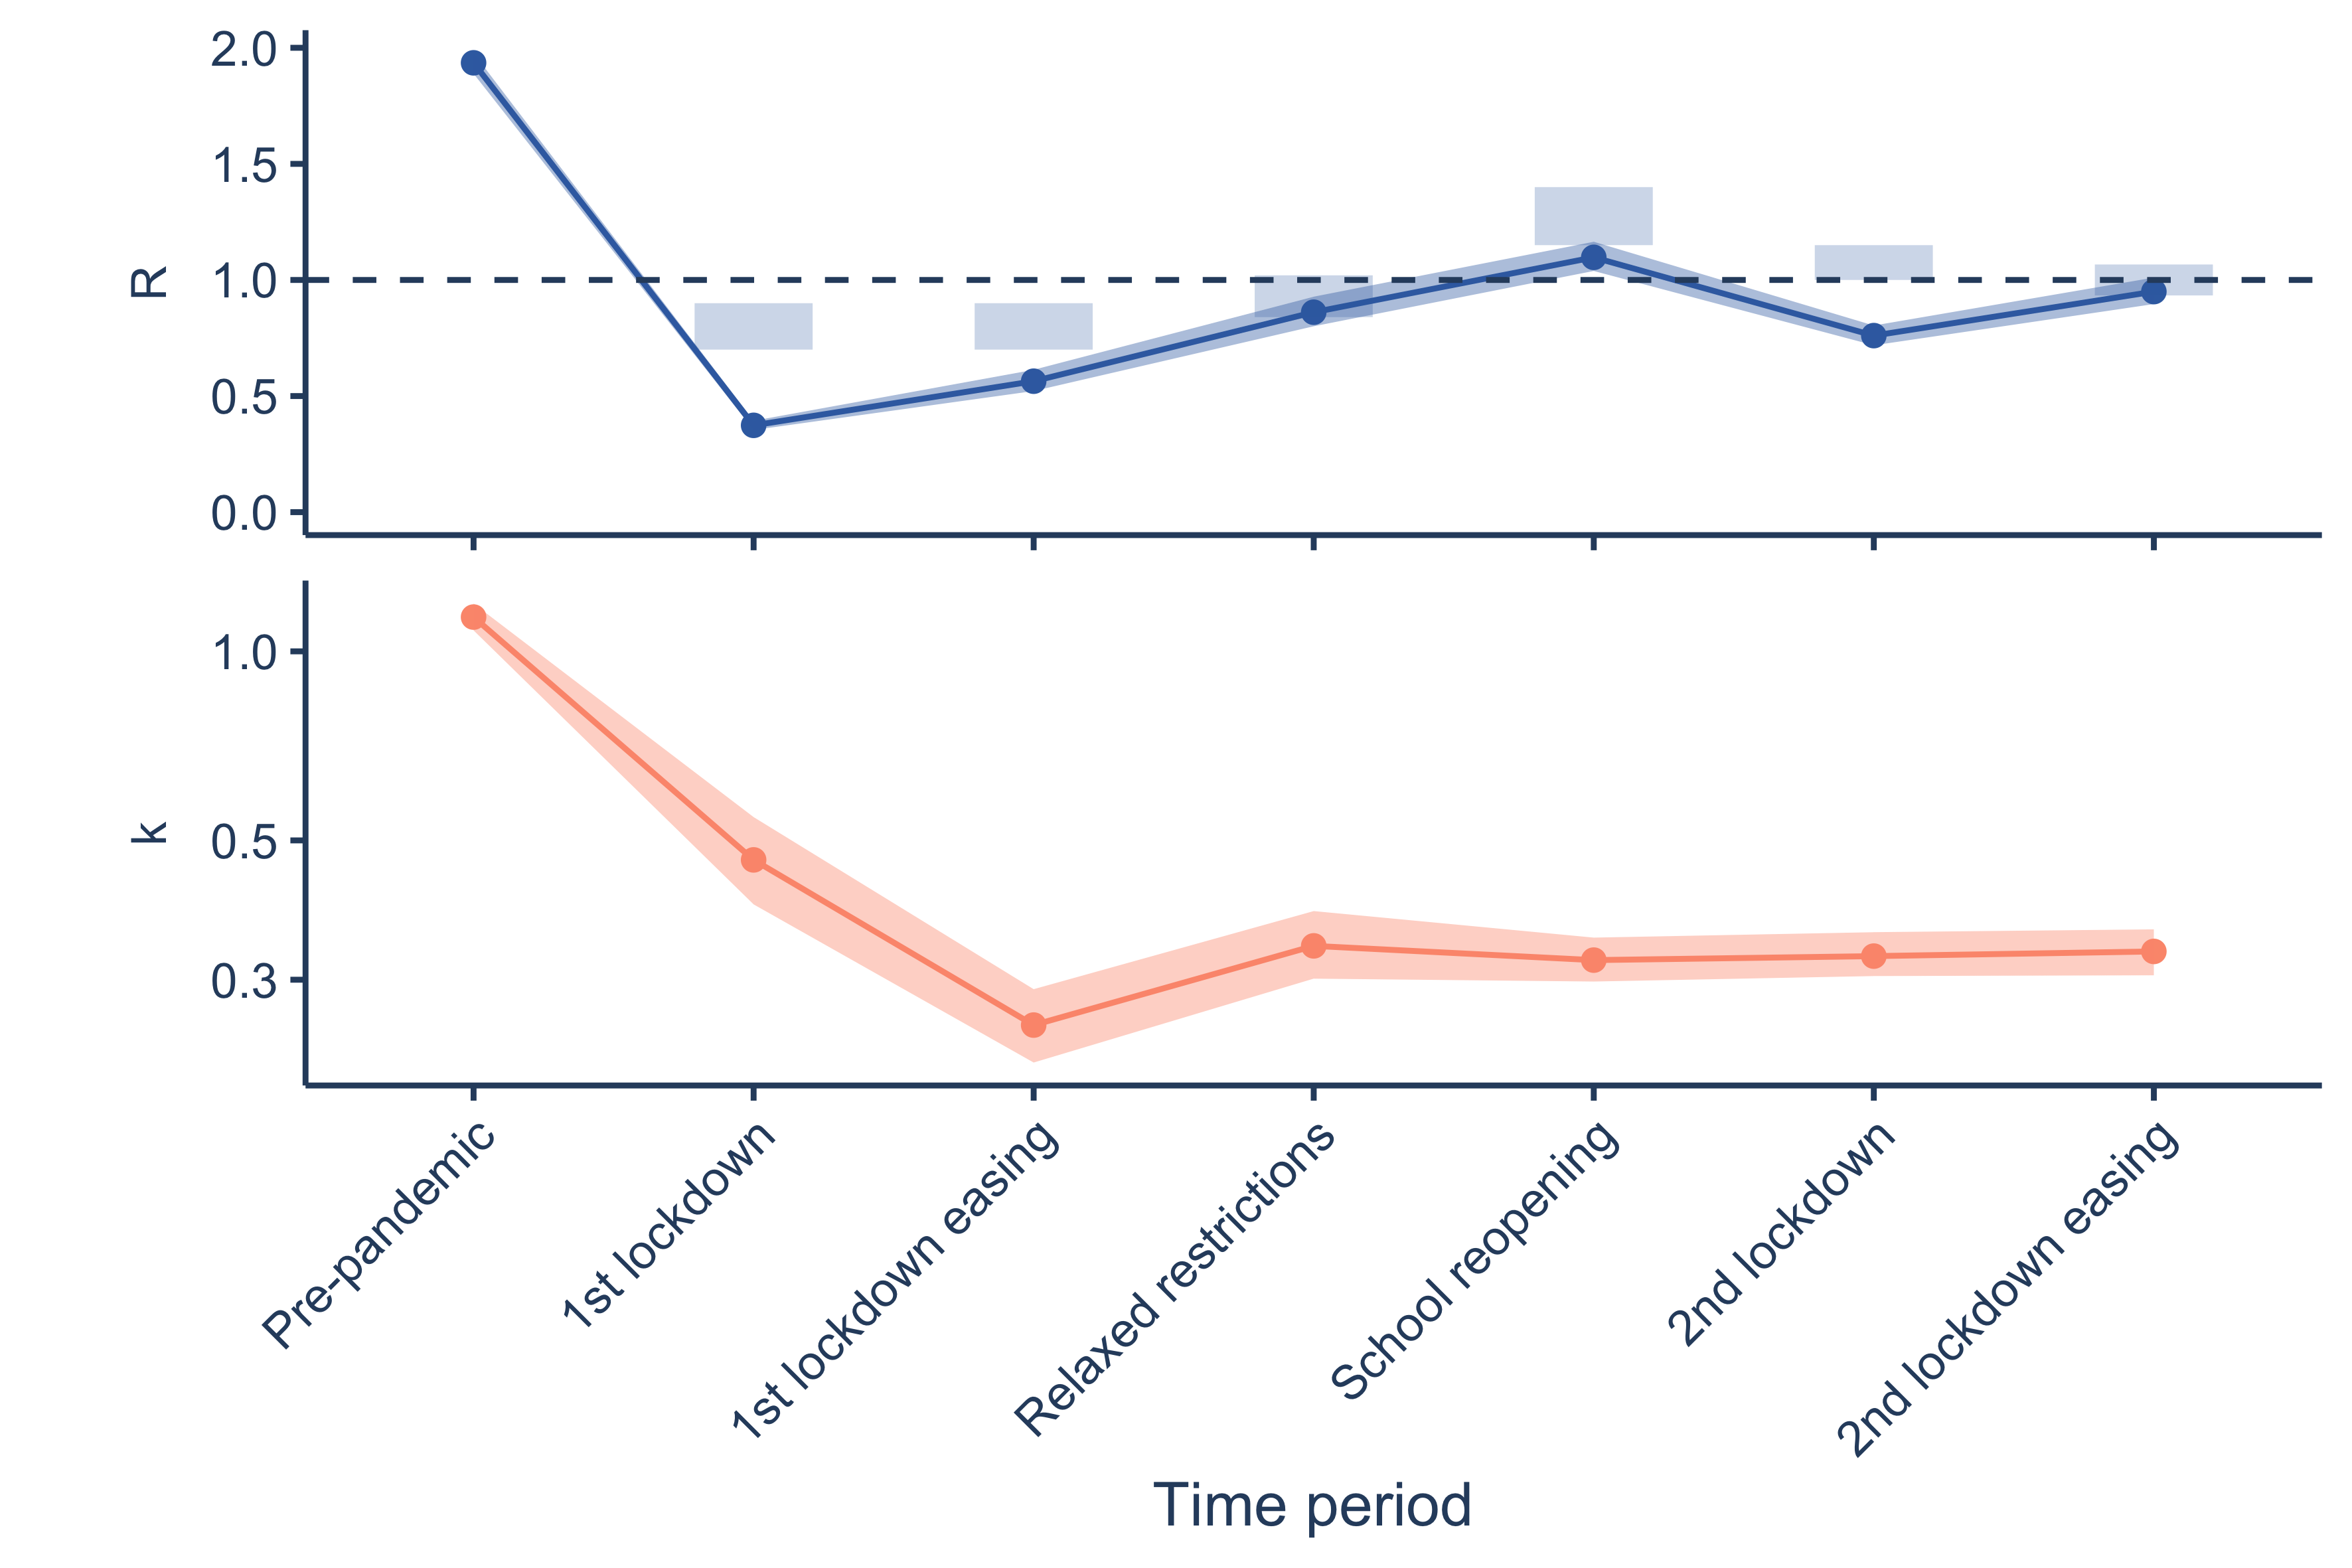 2.0
1.5
1.0
0.5
0.0
R
1.0
0.5
0.3
k
Pre-pandemic
1st lockdown
1st lockdown easing
Relaxed restrictions
School reopening
2nd lockdown
2nd lockdown easing
Time period